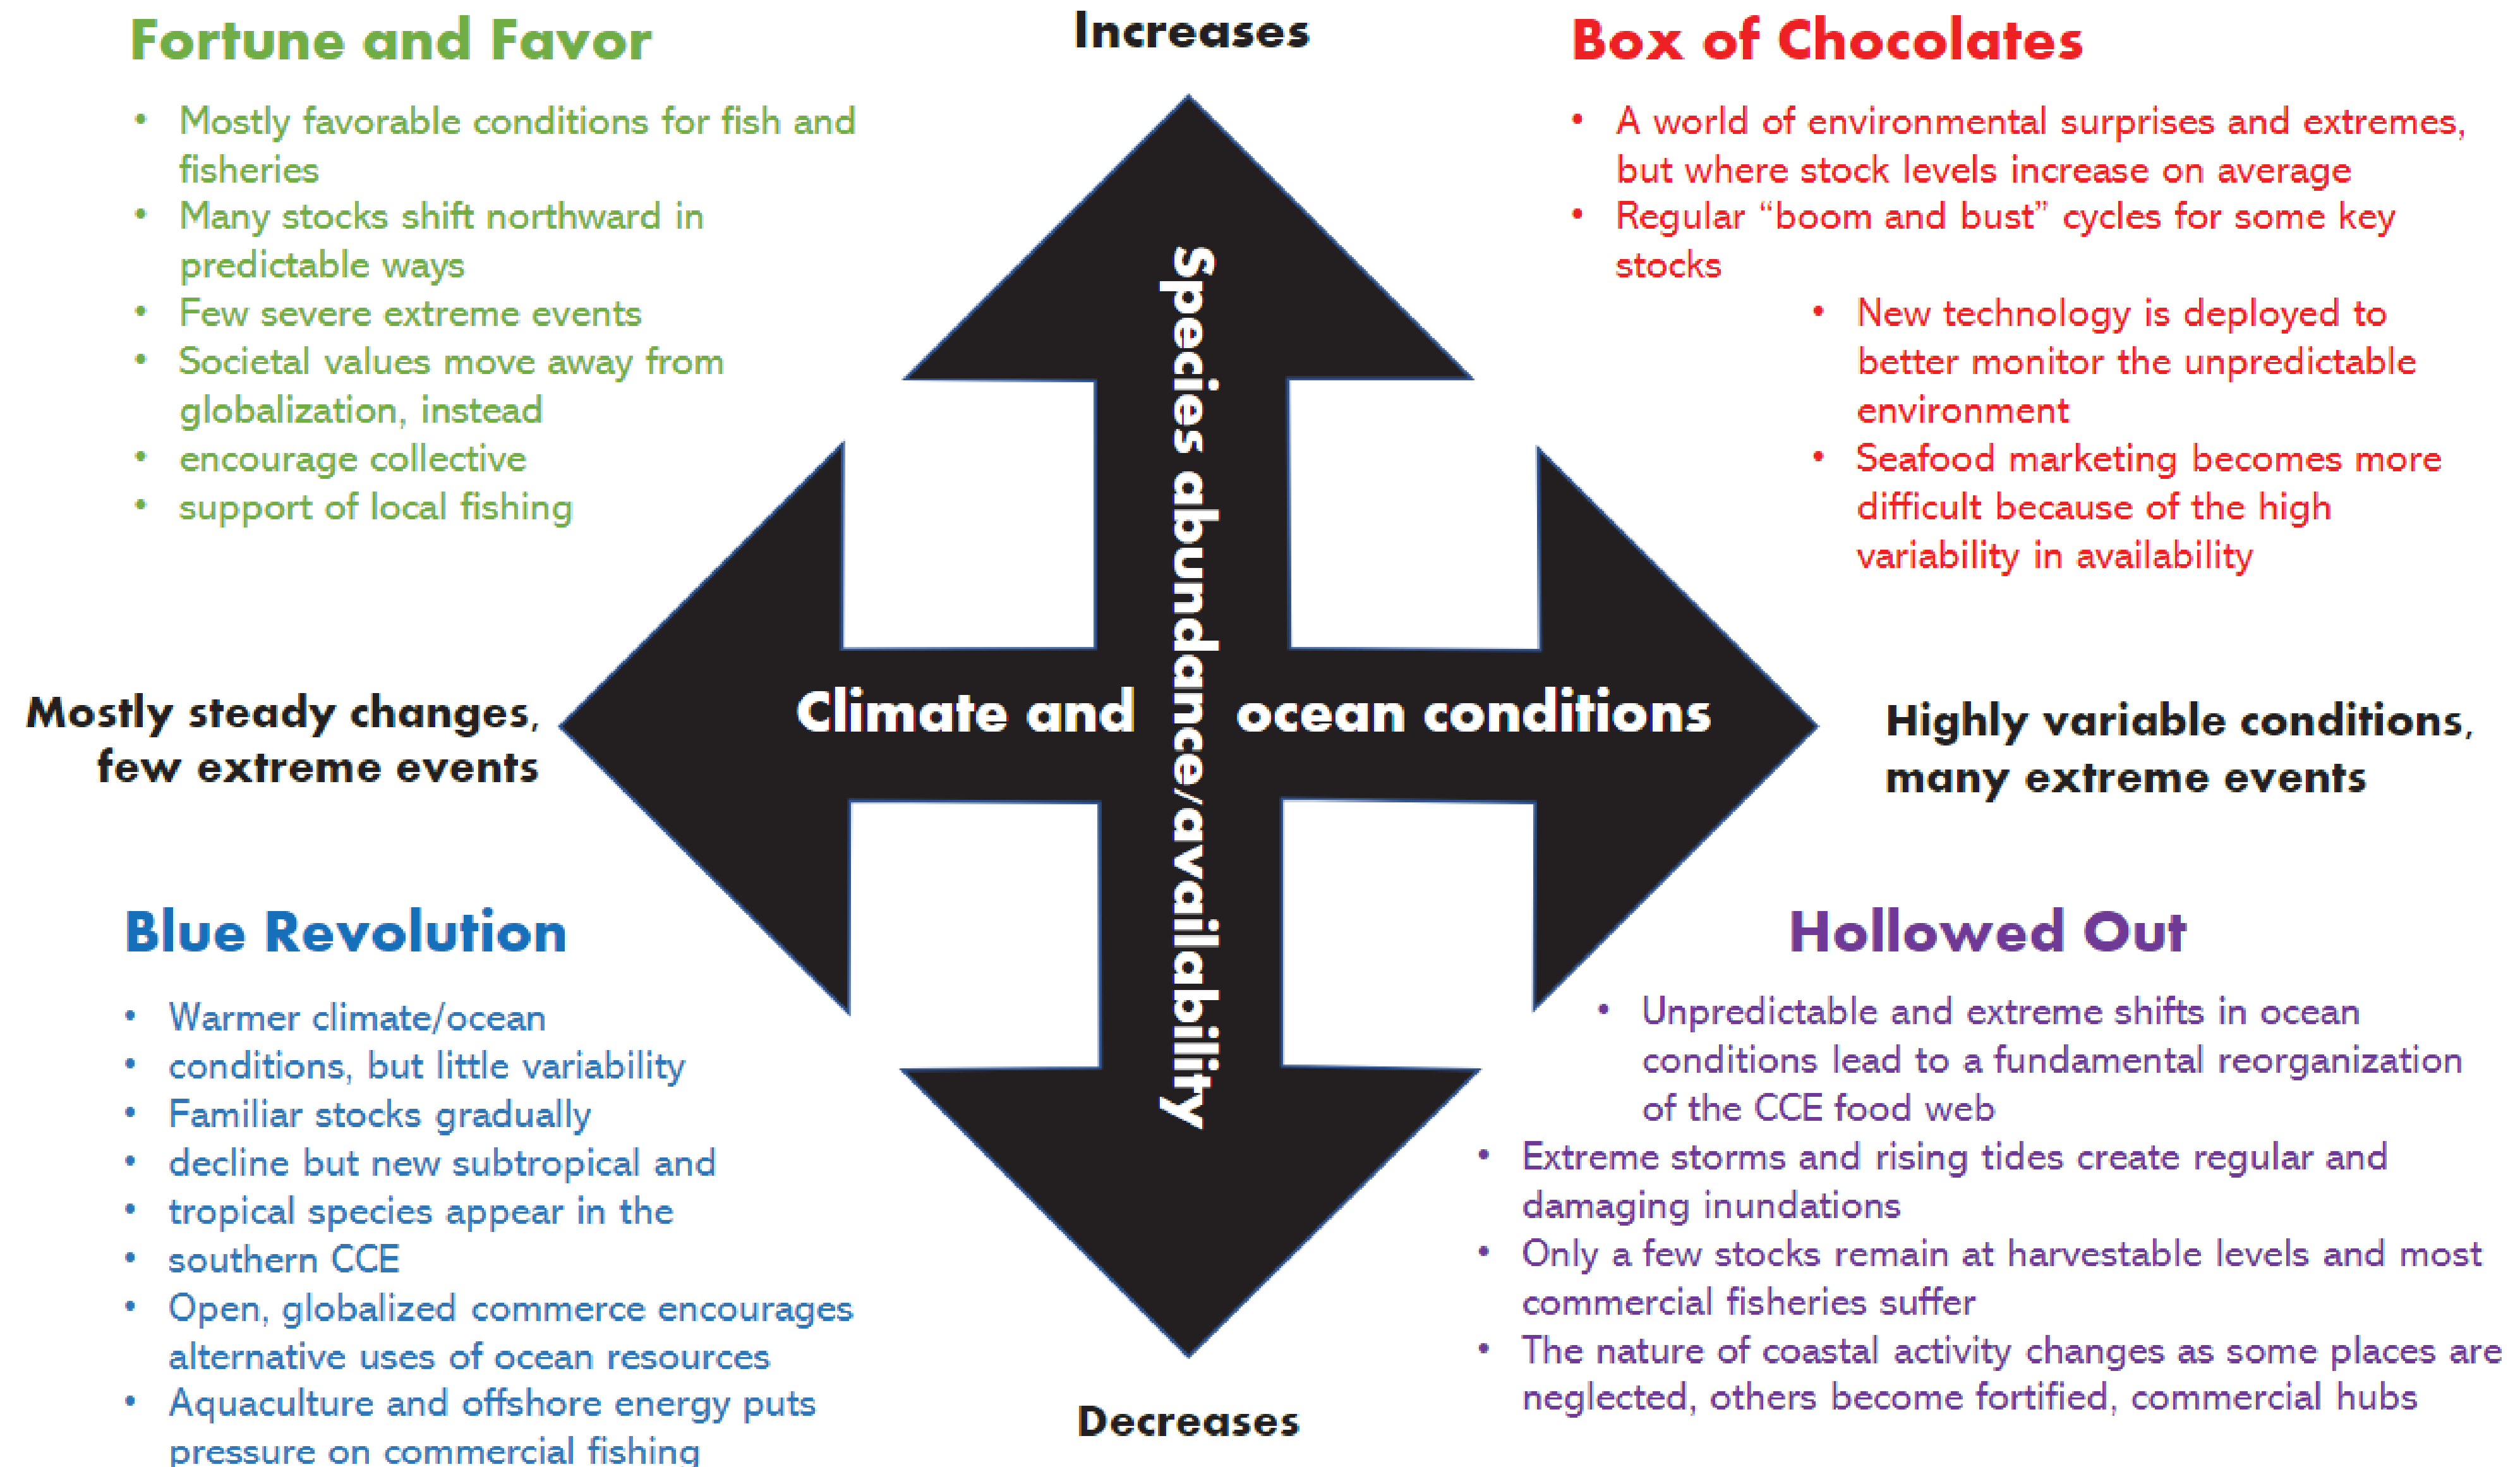 Fortune and Favor
• Mostly favorable conditions for fish and
fisheries
• Many stocks shift northward in
predictable ways
• Few severe extreme events
• Societal values move away from
globalization, instead
• encourage collective
• support of local fishing
Increases
Box of Chocolates
• A world of environmental surprises and extremes,
but where stock levels increase on average
• Regular “boom and bust” cycles for some key
stocks
• New technology is deployed to
better monitor the unpredictable
environment
• Seafood marketing becomes more
difficult because of the high
variability in availability
Species abundance/availability
Mostly steady changes,
few extreme events
Climate and ocean conditions
Highly variable conditions,
many extreme events
Blue Revolution
• Warmer climate/ocean
• conditions, but little variability
• Familiar stocks gradually
• decline but new subtropical and
• tropical species appear in the
• southern CCE
• Open, globalized commerce encourages
alternative uses of ocean resources
• Aquaculture and offshore energy puts
pressure on commercial fishing
Decreases
Hollowed Out
• Unpredictable and extreme shifts in ocean
conditions lead to a fundamental reorganization
of the CCE food web
• Extreme storms and rising tides create regular and
damaging inundations
• Only a few stocks remain at harvestable levels and most
commercial fisheries suffer
• The nature of coastal activity changes as some places are
neglected, others become fortified, commercial hubs